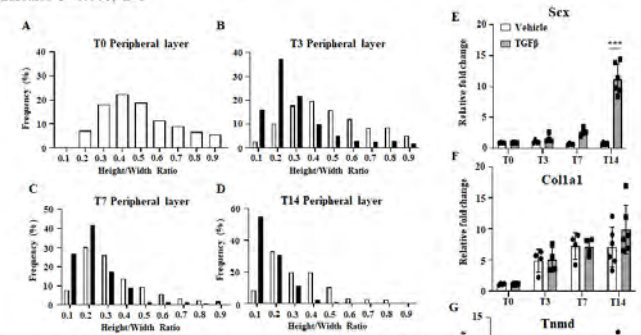 A
T0 Peripheral layer
Frequency (%)
40
30
20
10
0
0.1 0.2 0.3 0.4 0.5 0.6 0.7 0.8 0.9
Height/Width Ratio
B
T3 Peripheral layer
40
30
20
10
0
0.1 0.2 0.3 0.4 0.5 0.6 0.7 0.8 0.9
Height/Width Ratio
C
T7 Peripheral layer
Frequency (%)
50
40
30
20
10
0
0.1 0.2 0.3 0.4 0.5 0.6 0.7 0.8 0.9
Height/Width Ratio
D
T14 Peripheral layer
60
40
20
0
0.1 0.2 0.3 0.4 0.5 0.6 0.7 0.8 0.9
Height/Width Ratio
E
Scx
Vehicle
TGFβ
Relative fold change
20
15
10
5
0
***
T0 T3 T7 T14
F
Col1a1
Relative fold change
20
15
10
5
0
T0 T3 T7 T14
G
Tnmd
15